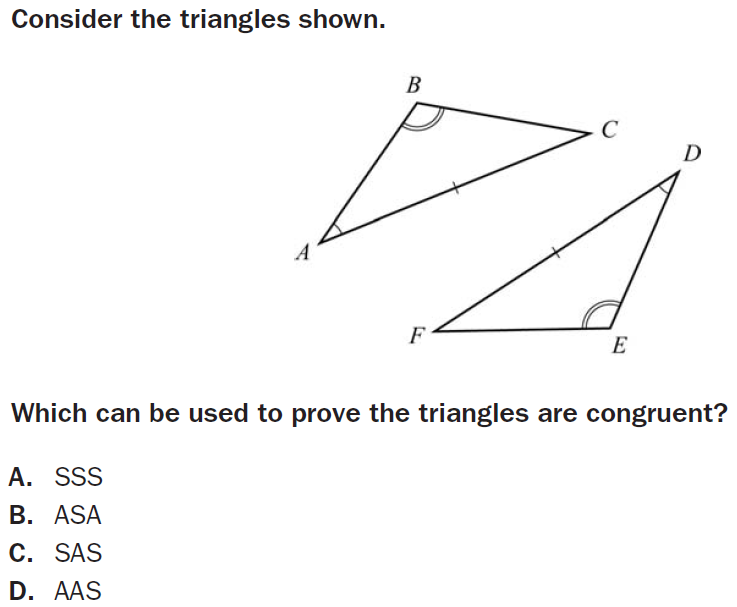 Consider the triangles shown.
B
C
D
A
F
E
Which can be used to prove the triangles are congruent?
A. SSS
B. ASA
C. SAS
D. AAS